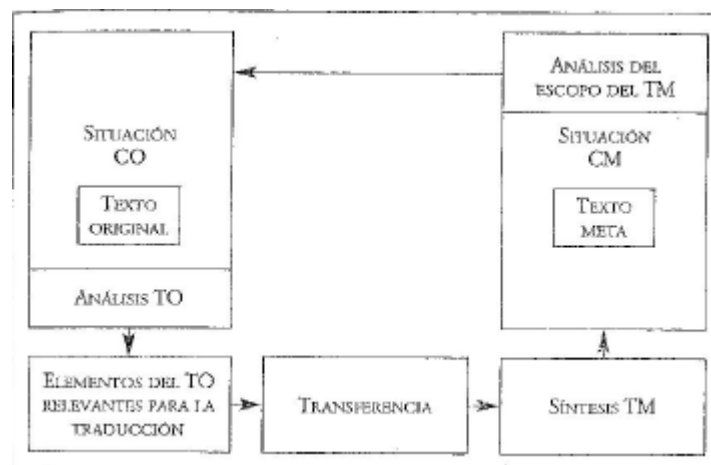 SITUACIÓN
CO
TEXTO
ORIGINAL
ANÁLISIS TO
ANÁLISIS DEL
ESCOPO DEL TM
SITUACIÓN
CM
TEXTO
META
ELEMENTOS DEL TO
RELEVANTES PARA LA
TRADUCCIÓN
TRANSFERENCIA
SÍNTESIS TM